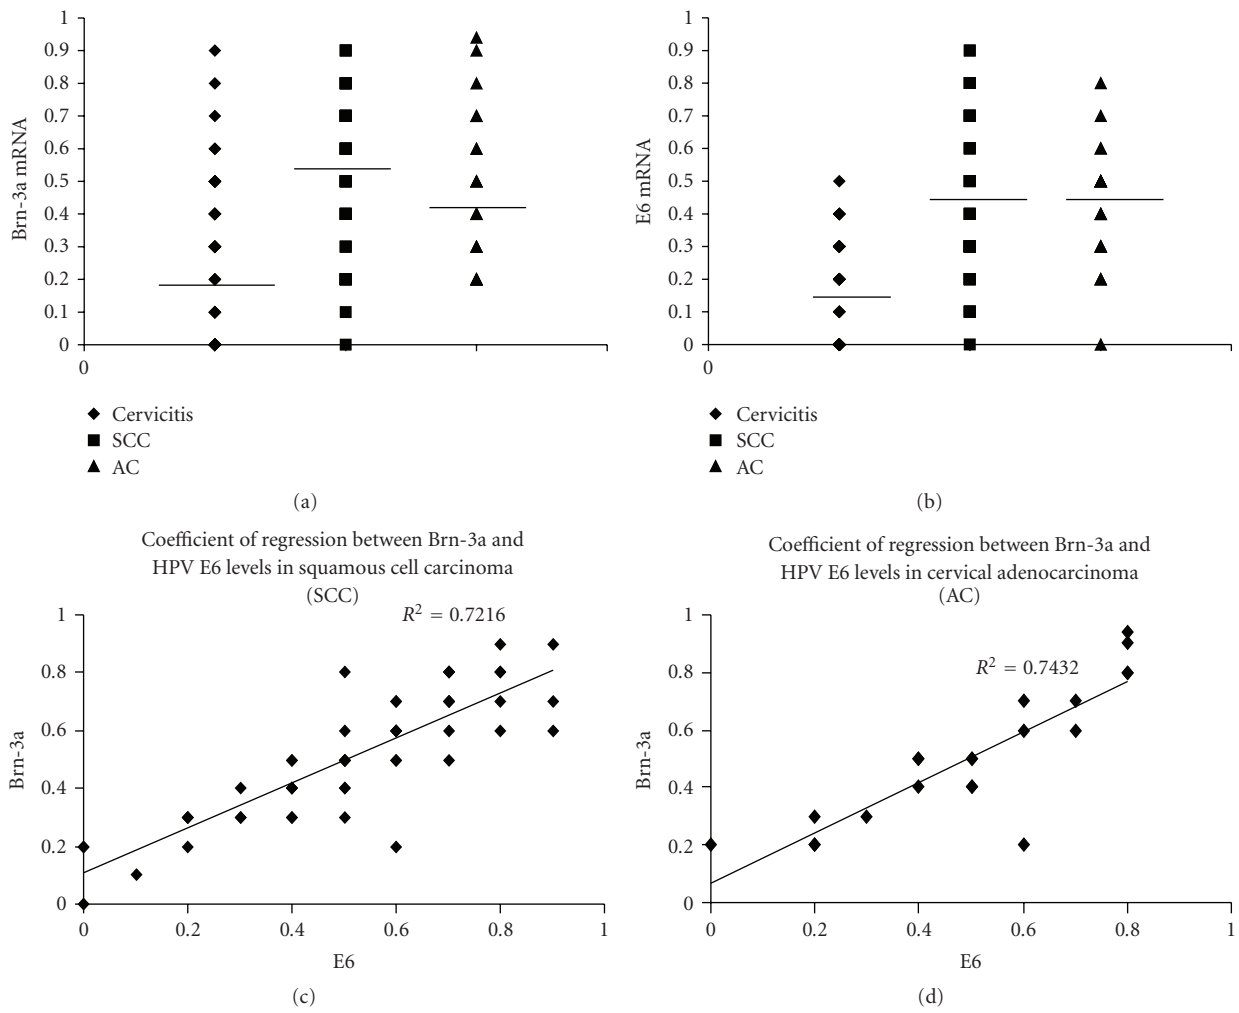 1
0.9
0.8
0.7
0.6
0.5
0.4
0.3
0.2
0.1
0
0
Brn-3a mRNA
Cervicitis
SCC
AC
(a)
1
0.9
0.8
0.7
0.6
0.5
0.4
0.3
0.2
0.1
0
0
E6 mRNA
Cervicitis
SCC
AC
(b)
Coefficient of regression between Brn-3a and
HPV E6 levels in squamous cell carcinoma
(SCC)
R² = 0.7216
1
0.8
0.6
0.4
0.2
0
Brn-3a
0 0.2 0.4 0.6 0.8 1
E6
(c)
Coefficient of regression between Brn-3a and
HPV E6 levels in cervical adenocarcinoma
(AC)
R² = 0.7432
1
0.8
0.6
0.4
0.2
0
Brn-3a
0 0.2 0.4 0.6 0.8 1
E6
(d)